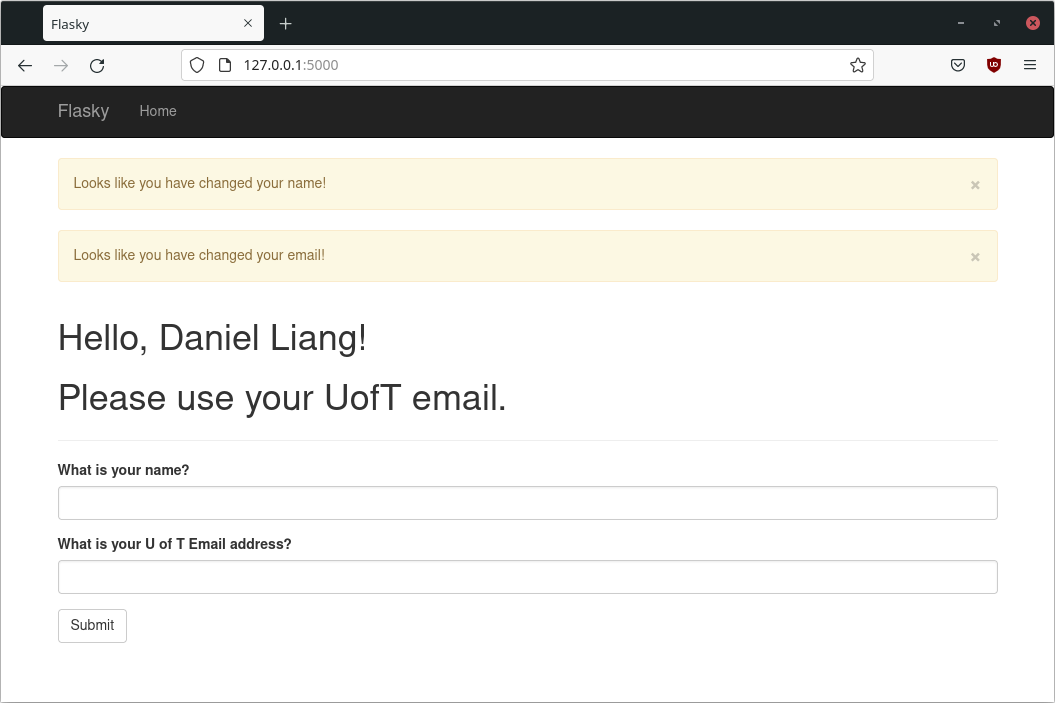 Flasky
127.0.0.1:5000
Flasky Home
Looks like you have changed your name! ×
Looks like you have changed your email! ×
Hello, Daniel Liang!
Please use your UofT email.
What is your name?
What is your U of T Email address?
Submit